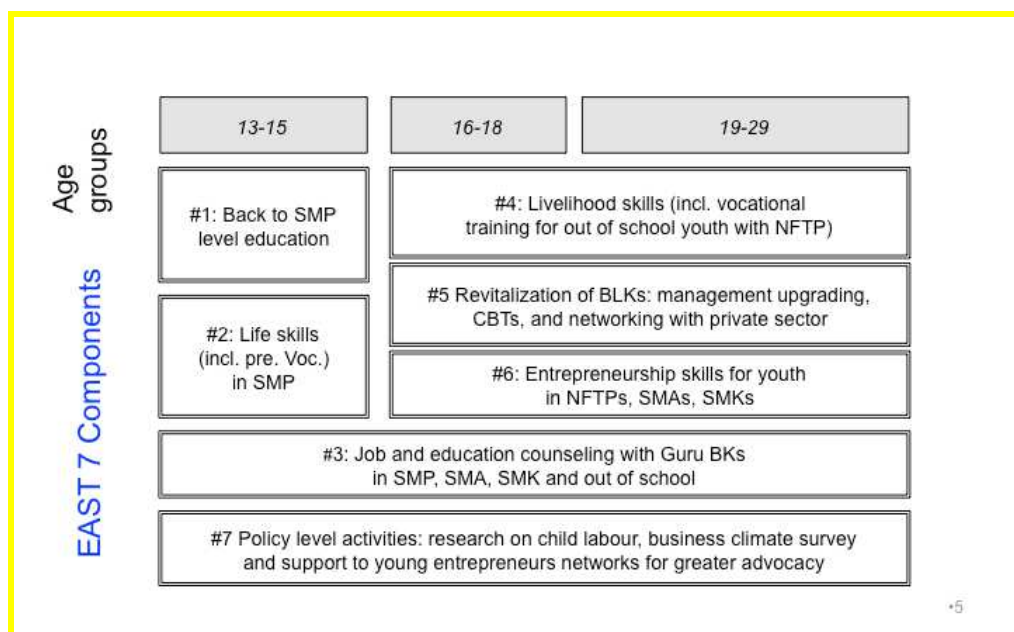 Age
groups
13-15
16-18
19-29
EAST 7 Components
#1: Back to SMP
level education
#4: Livelihood skills (incl. vocational
training for out of school youth with NFTP)
#2: Life skills
(incl. pre. Voc.)
in SMP
#5 Revitalization of BLKs: management upgrading,
CBTs, and networking with private sector
#6: Entrepreneurship skills for youth
in NFTPs, SMAs, SMKs
#3: Job and education counseling with Guru BKs
in SMP, SMA, SMK and out of school
#7 Policy level activities: research on child labour, business climate survey
and support to young entrepreneurs networks for greater advocacy
•5